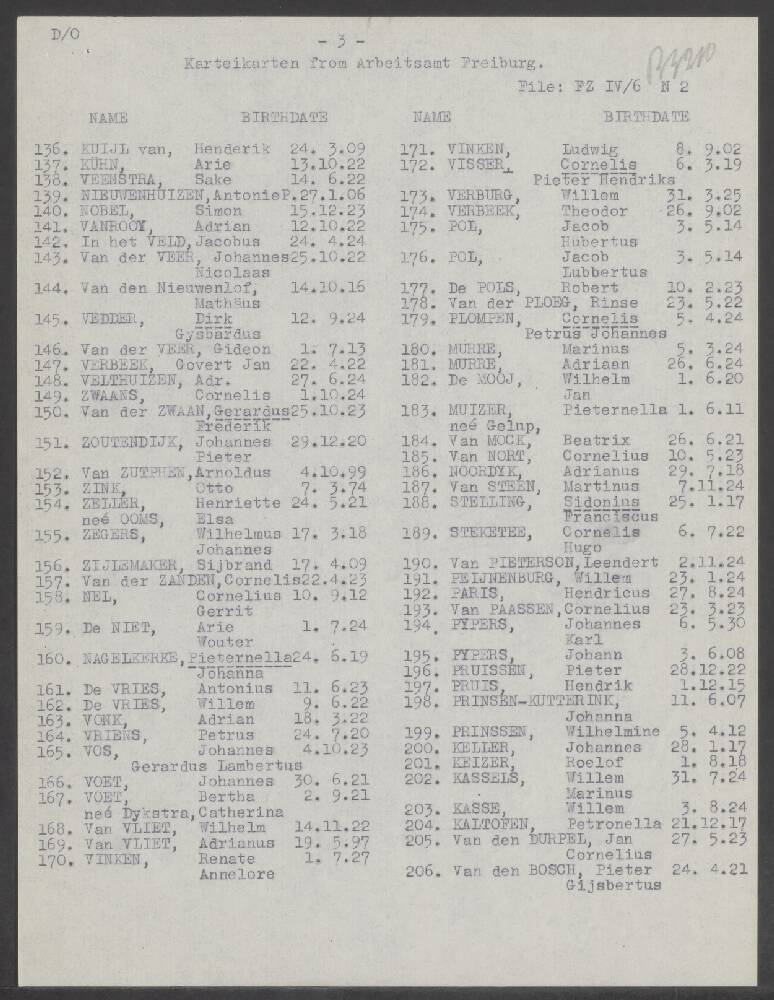 D/O
- 3 -
Karteikarten from Arbeitsamt Freiburg.
File: FZ IV/6 N 2
NAME BIRTHDATE
136. KUIJL van, Henderik 24. 3.09
137. KÜHN, Arie 13.10.22
138. VEENSTRA, Sake 14. 6.22
139. NIEUWENHUIZEN, AntonieP. 27.1.06
140. NOBEL, Simon 15.12.23
141. VANROOY, Adrian 12.10.22
142. In het VELD, Jacobus 24. 4.24
143. Van der VEER, Johannes 25.10.22
Nicolaas
144. Van den Nieuwenlof, 14.10.16
Mathäus
145. VEDDER, Dirk 12. 9.24
Gysbardus
146. Van der VEER, Gideon 1. 7.13
147. VERBEEK, Govert Jan 22. 4.22
148. VELTHUIZEN, Adr. 27. 6.24
149. ZWAANS, Cornelis 1.10.24
150. Van der ZWAAN, Gerardus 25.10.23
Frederik
151. ZOUTENDIJK, Johannes 29.12.20
Pieter
152. Van ZUTPHEN, Arnoldus 4.10.99
153. ZINK, Otto 7. 3.74
154. ZELLER, Henriette 24. 5.21
neé OOMS, Elsa
155. ZEGERS, Wilhelmus 17. 3.18
Johannes
156. ZIJLEMAKER, Sijbrand 17. 4.09
157. Van der ZANDEN, Cornelis 22.4.23
158. NEL, Cornelius 10. 9.12
Gerrit
159. De NIET, Arie 1. 7.24
Wouter
160. NAGELKERKE, Pieternella 24. 6.19
Johanna
161. De VRIES, Antonius 11. 6.23
162. De VRIES, Willem 9. 6.22
163. VONK, Adrian 18. 3.22
164. VRIENS, Petrus 24. 7.20
165. VOS, Johannes 4.10.23
Gerardus Lambertus
166. VOET, Johannes 30. 6.21
167. VOET, Bertha 2. 9.21
neé Dykstra, Catherina
168. Van VLIET, Wilhelm 14.11.22
169. Van VLIET, Adrianus 19. 5.97
170. VINKEN, Renate 1. 7.27
Annelore
NAME BIRTHDATE
171. VINKEN, Ludwig 8. 9.02
172. VISSER, Cornelis 6. 3.19
Pieter Hendriks
173. VERBURG, Willem 31. 3.25
174. VERBEEK, Theodor 26. 9.02
175. POL, Jacob 3. 5.14
Hubertus
176. POL, Jacob 3. 5.14
Lubbertus
177. De POLS, Robert 10. 2.23
178. Van der PLOEG, Rinse 23. 5.22
179. PLOMPEN, Cornelis 5. 4.24
Petrus Johannes
180. MURRE, Marinus 5. 3.24
181. MURRE, Adriaan 26. 6.24
182. De MOOJ, Wilhelm 1. 6.20
Jan
183. MUIZER, Pieternella 1. 6.11
neé Gelup,
184. Van MOCK, Beatrix 26. 6.21
185. Van NORT, Cornelius 10. 5.23
186. NOORDYK, Adrianus 29. 7.18
187. Van STEEN, Martinus 7.11.24
188. STELLING, Sidonius 25. 1.17
Franciscus
189. STEKETEE, Cornelis 6. 7.22
Hugo
190. Van PIETERSON, Leendert 2.11.24
191. PEIJNENBURG, Willem 23. 1.24
192. PARIS, Hendricus 27. 8.24
193. Van PAASSEN, Cornelius 23. 3.23
194. PYPERS, Johannes 6. 5.30
Karl
195. PYPERS, Johann 3. 6.08
196. PRUISSEN, Pieter 28.12.22
197. PRUIS, Hendrik 1.12.15
198. PRINSEN-KUTTERINK, 11. 6.07
Johanna
199. PRINSSEN, Wilhelmine 5. 4.12
200. KELLER, Johannes 28. 1.17
201. KEIZER, Roelof 1. 8.18
202. KASSELS, Willem 31. 7.24
Marinus
203. KASSE, Willem 3. 8.24
204. KALTOFEN, Petronella 21.12.17
205. Van den DURPEL, Jan 27. 5.23
Cornelius
206. Van den BOSCH, Pieter 24. 4.21
Gijsbertus